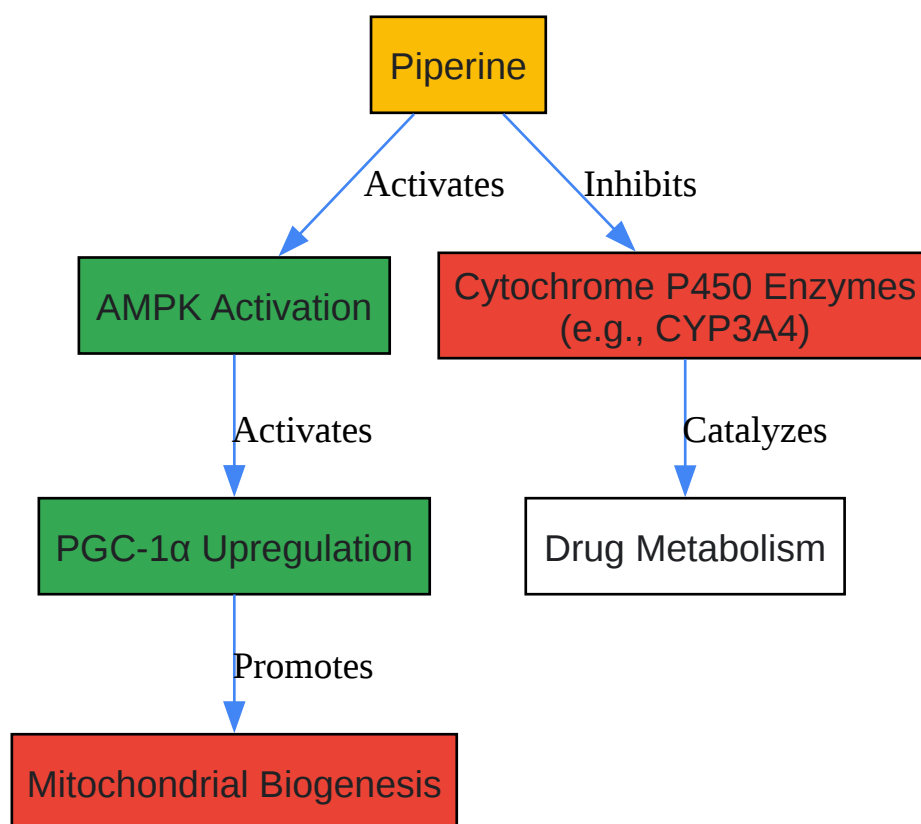 Piperine
Activates
Inhibits
AMPK Activation
Cytochrome P450 Enzymes
(e.g., CYP3A4)
Activates
Catalyzes
PGC-1α Upregulation
Drug Metabolism
Promotes
Mitochondrial Biogenesis